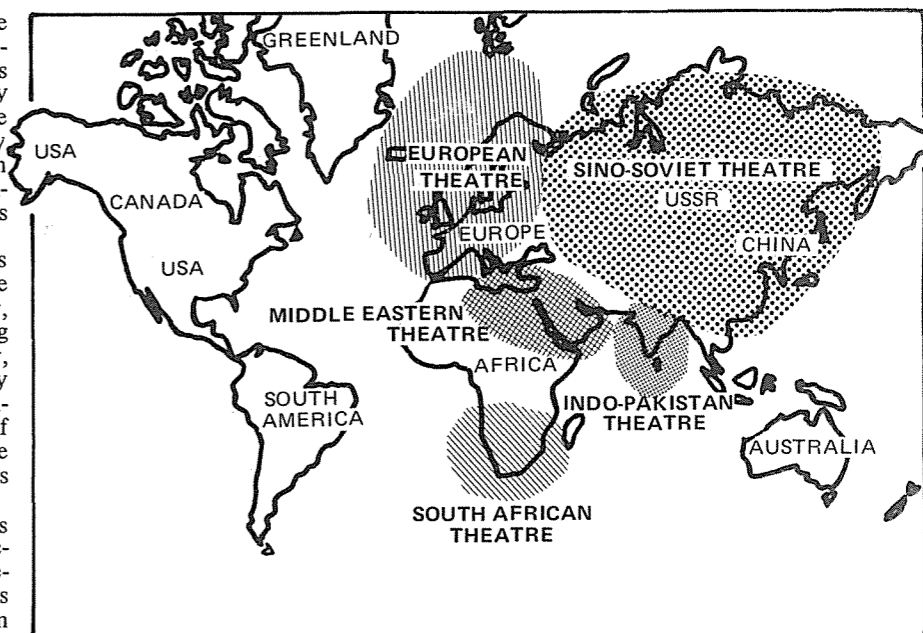 GREENLAND
USA
CANADA
USA
EUROPEAN
THEATRE
EUROPE
SINO-SOVIET THEATRE
USSR
CHINA
MIDDLE EASTERN
THEATRE
AFRICA
SOUTH
AMERICA
INDO-PAKISTAN
THEATRE
AUSTRALIA
SOUTH AFRICAN
THEATRE